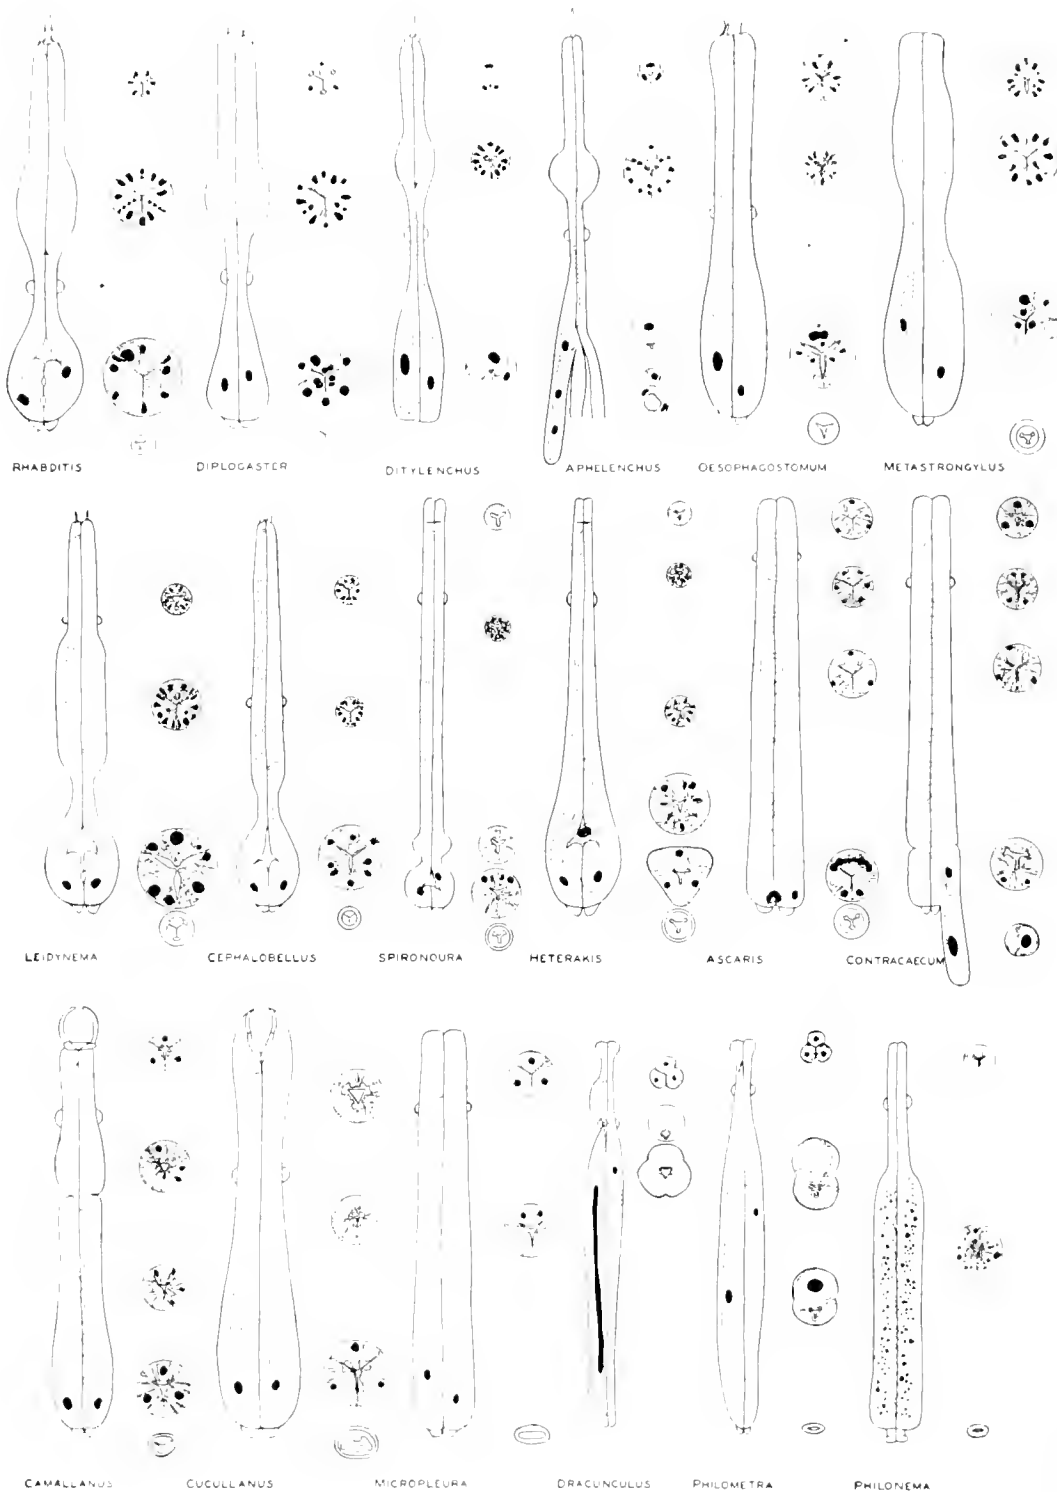 RHABDITIS DIPLOGASTER DITYLENCHUS APHELENCHUS OESOPHAGOSTOMUM METASTRONGYLUS
LEIDYNEMA CEPHALOBELLUS SPIRONOURA HETERAKIS ASCARIS CONTRACAECUM
CAMALLANUS CUCULLANUS MICROPLEURA DRACUNCULUS PHILOMETRA PHILONEMA